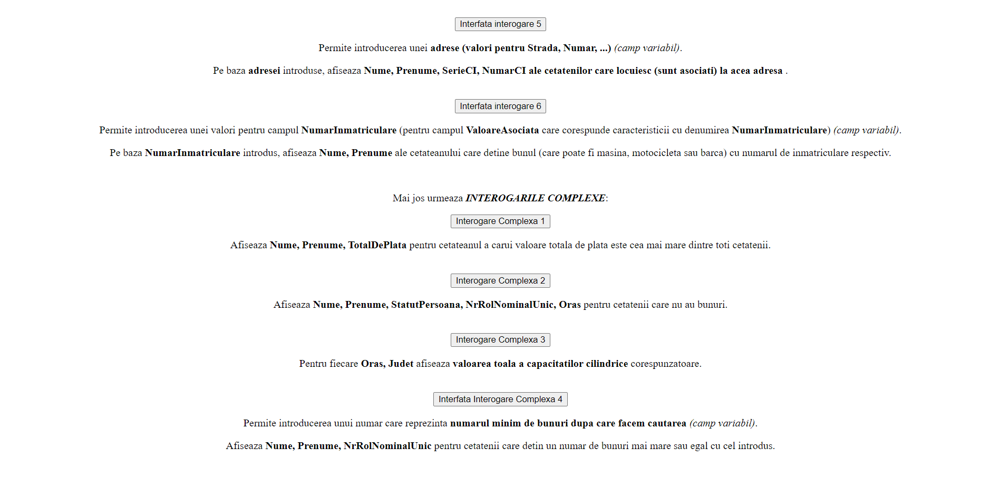 Interfata interogare 5
Permite introducerea unei adrese (valori pentru Strada, Numar, ...) (camp variabil).
Pe baza adresei introduse, afiseaza Nume, Prenume, SerieCI, NumarCI ale cetatenilor care locuiesc (sunt asociati) la acea adresa .
Interfata interogare 6
Permite introducerea unei valori pentru campul NumarInmatriculare (pentru campul ValoareAsociata care corespunde caracteristicii cu denumirea NumarInmatriculare) (camp variabil).
Pe baza NumarInmatriculare introdus, afiseaza Nume, Prenume ale cetateanului care detine bunul (care poate fi masina, motocicleta sau barca) cu numarul de inmatriculare respectiv.
Mai jos urmeaza INTEROGARILE COMPLEXE:
Interogare Complexa 1
Afiseaza Nume, Prenume, TotalDePlata pentru cetateanul a carui valoare totala de plata este cea mai mare dintre toti cetatenii.
Interogare Complexa 2
Afiseaza Nume, Prenume, StatutPersoana, NrRolNominalUnic, Oras pentru cetatenii care nu au bunuri.
Interogare Complexa 3
Pentru fiecare Oras, Judet afiseaza valoarea toala a capacitatilor cilindrice corespunzatoare.
Interfata Interogare Complexa 4
Permite introducerea unui numar care reprezinta numarul minim de bunuri dupa care facem cautarea (camp variabil).
Afiseaza Nume, Prenume, NrRolNominalUnic pentru cetatenii care detin un numar de bunuri mai mare sau egal cu cel introdus.